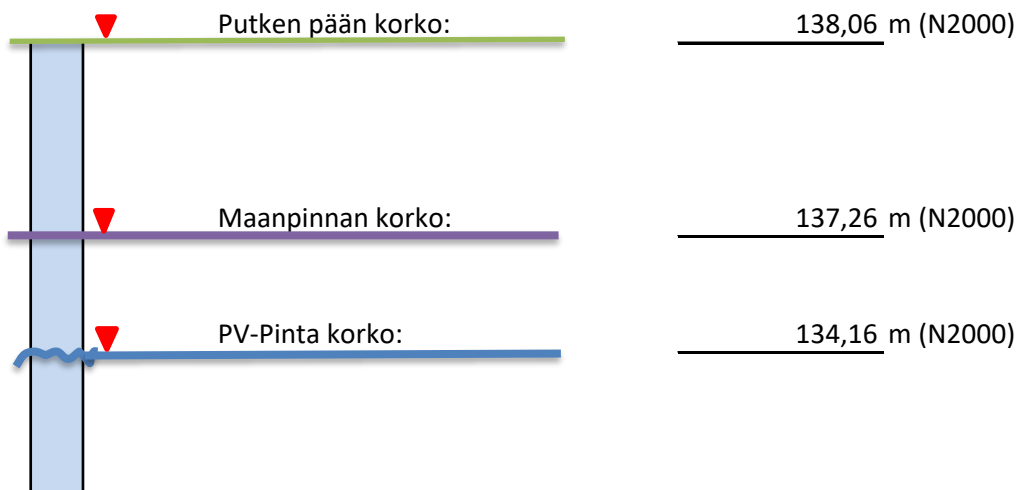 Putken pään korko: 138,06 m (N2000)
Maanpinnan korko: 137,26 m (N2000)
PV-Pinta korko: 134,16 m (N2000)